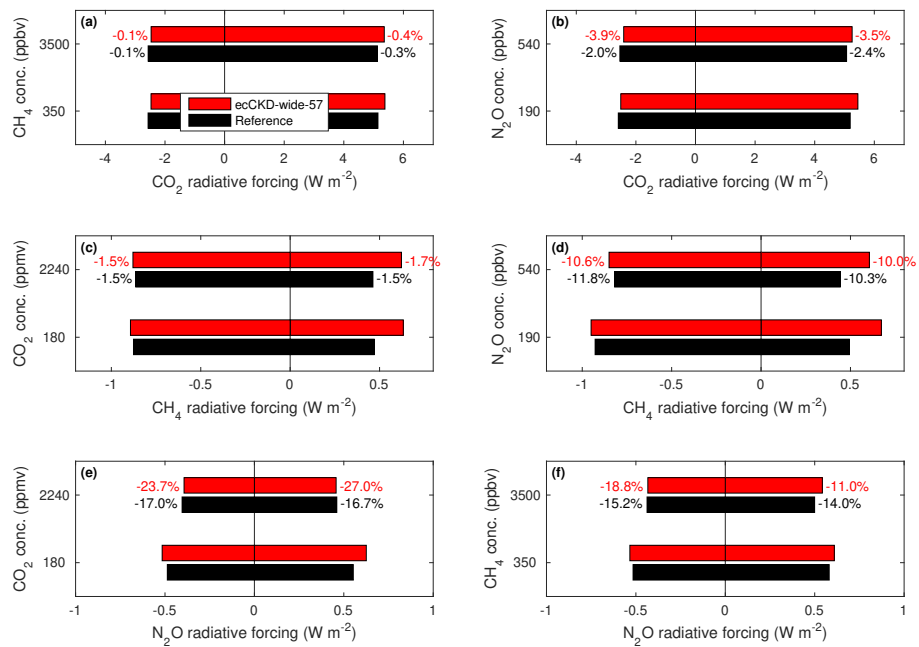 (a)
-0.1%
-0.4%
3500
-0.1%
-0.3%
CH4 conc. (ppbv)
350
ecCKD-wide-57
Reference
-4 -2 0 2 4 6
CO2 radiative forcing (W m-2)
(b)
-3.9%
-3.5%
540
-2.0%
-2.4%
N2O conc. (ppbv)
190
-4 -2 0 2 4 6
CO2 radiative forcing (W m-2)
(c)
-1.5%
-1.7%
2240
-1.5%
-1.5%
CO2 conc. (ppmv)
180
-1 -0.5 0 0.5
CH4 radiative forcing (W m-2)
(d)
-10.6%
-10.0%
540
-11.8%
-10.3%
N2O conc. (ppbv)
190
-1 -0.5 0 0.5
CH4 radiative forcing (W m-2)
(e)
-23.7%
-27.0%
2240
-17.0%
-16.7%
CO2 conc. (ppmv)
180
-1 -0.5 0 0.5 1
N2O radiative forcing (W m-2)
(f)
-18.8%
-11.0%
3500
-15.2%
-14.0%
CH4 conc. (ppbv)
350
-1 -0.5 0 0.5 1
N2O radiative forcing (W m-2)